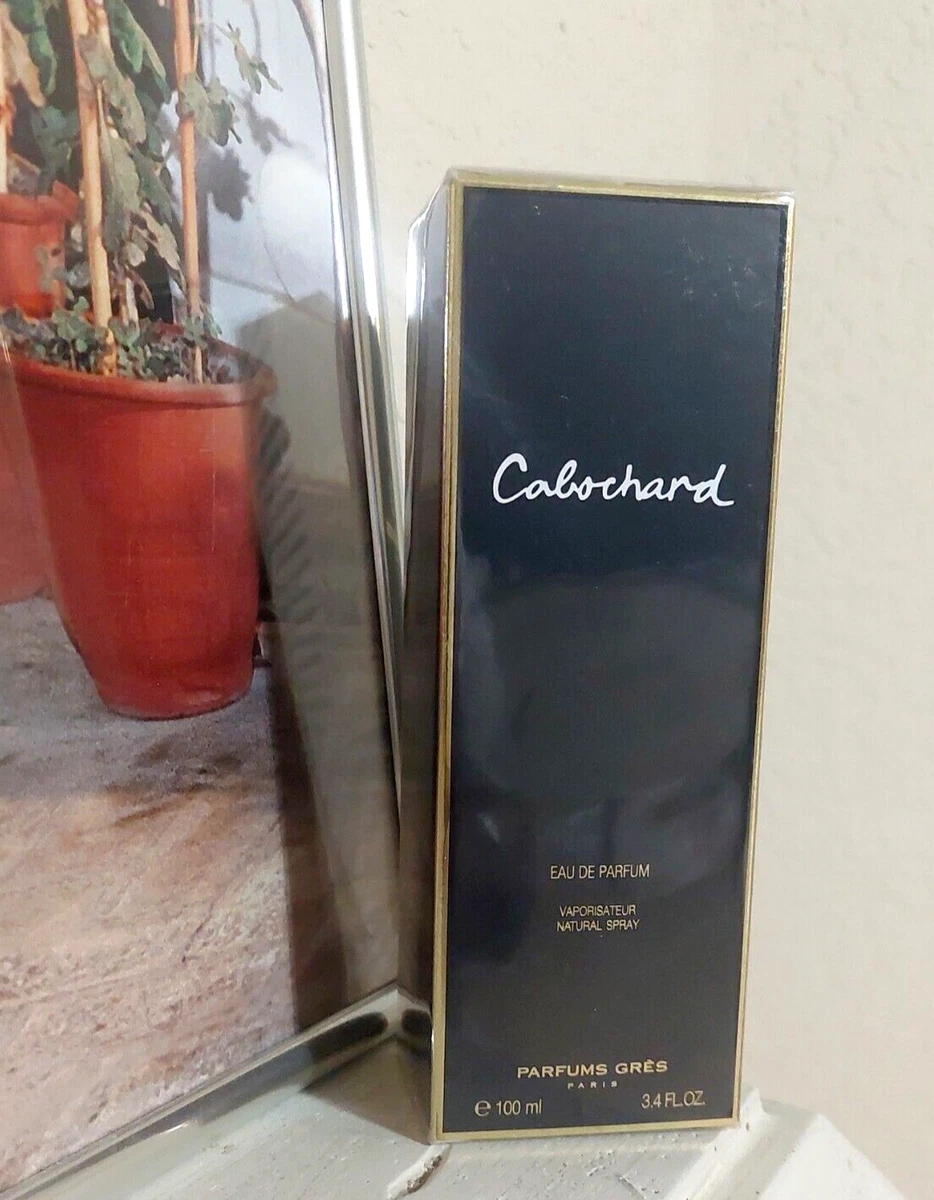 Cabochard
EAU DE PARFUM
VAPORISATEUR
NATURAL SPRAY
PARFUMS GRÈS
PARIS
℮ 100 ml 3.4 FL.OZ.